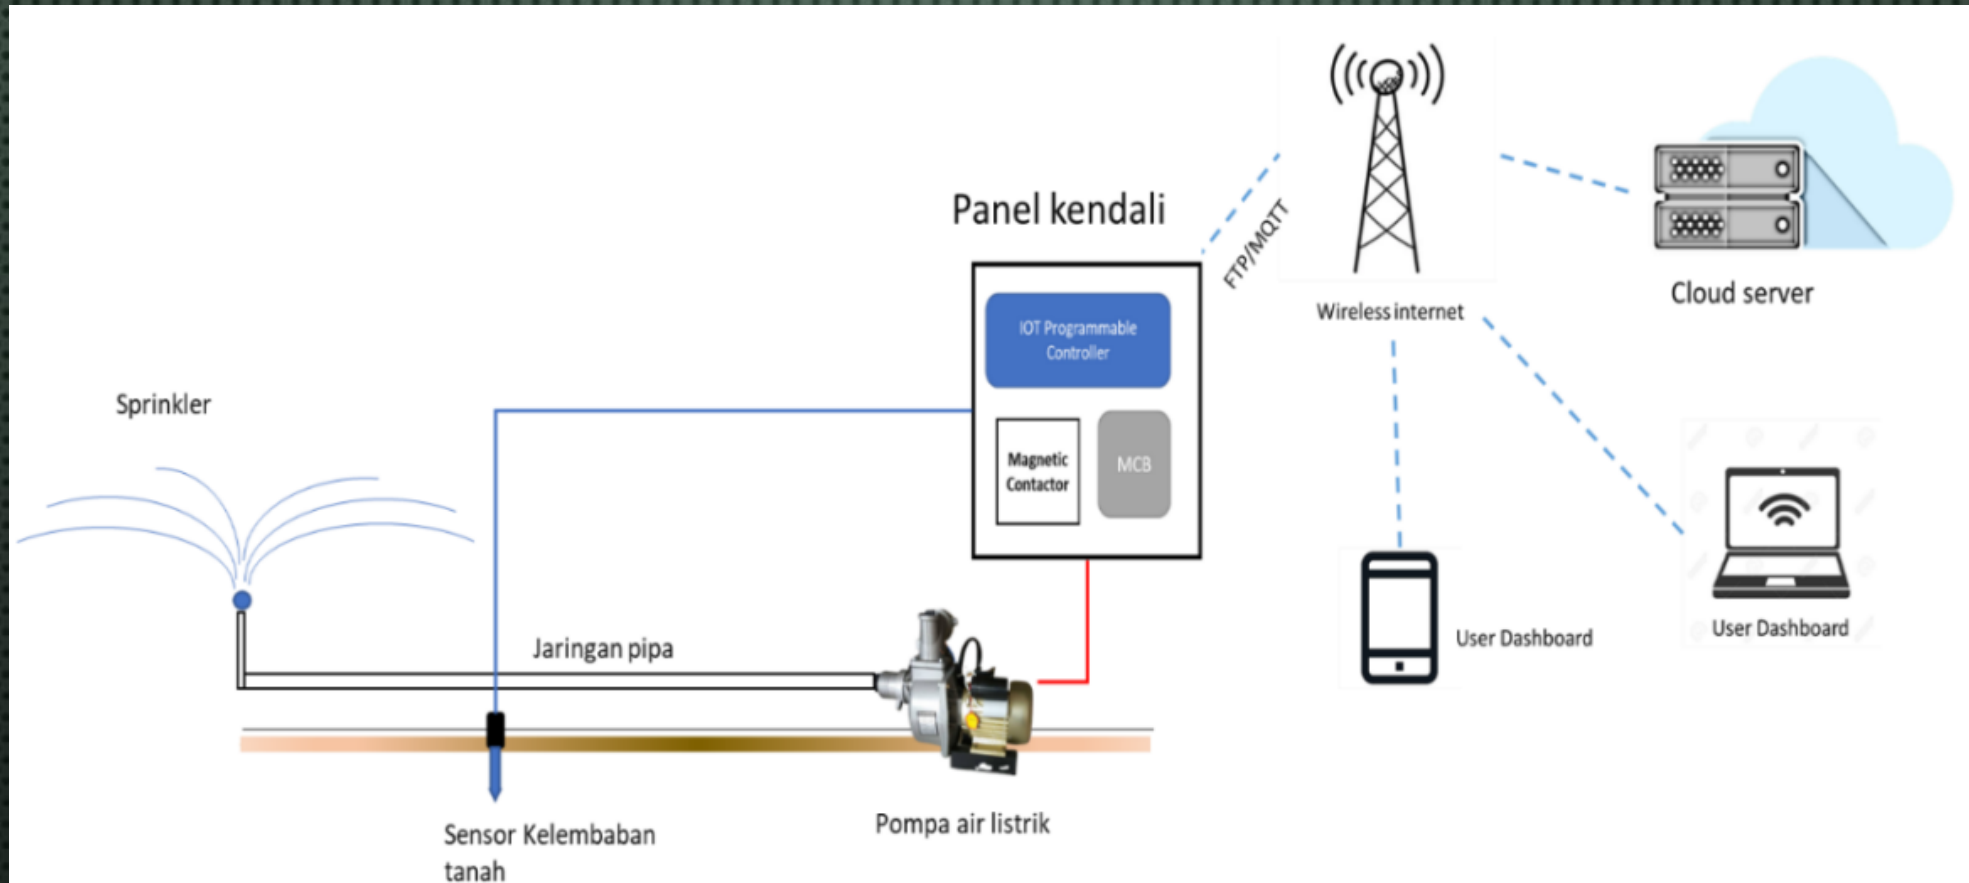 Panel kendali
FTP/MQTT
Wireless internet
Cloud server
IOT Programmable
Controller
Magnetic
Contactor
MCB
Sprinkler
Jaringan pipa
User Dashboard
User Dashboard
Sensor Kelembaban
tanah
Pompa air listrik